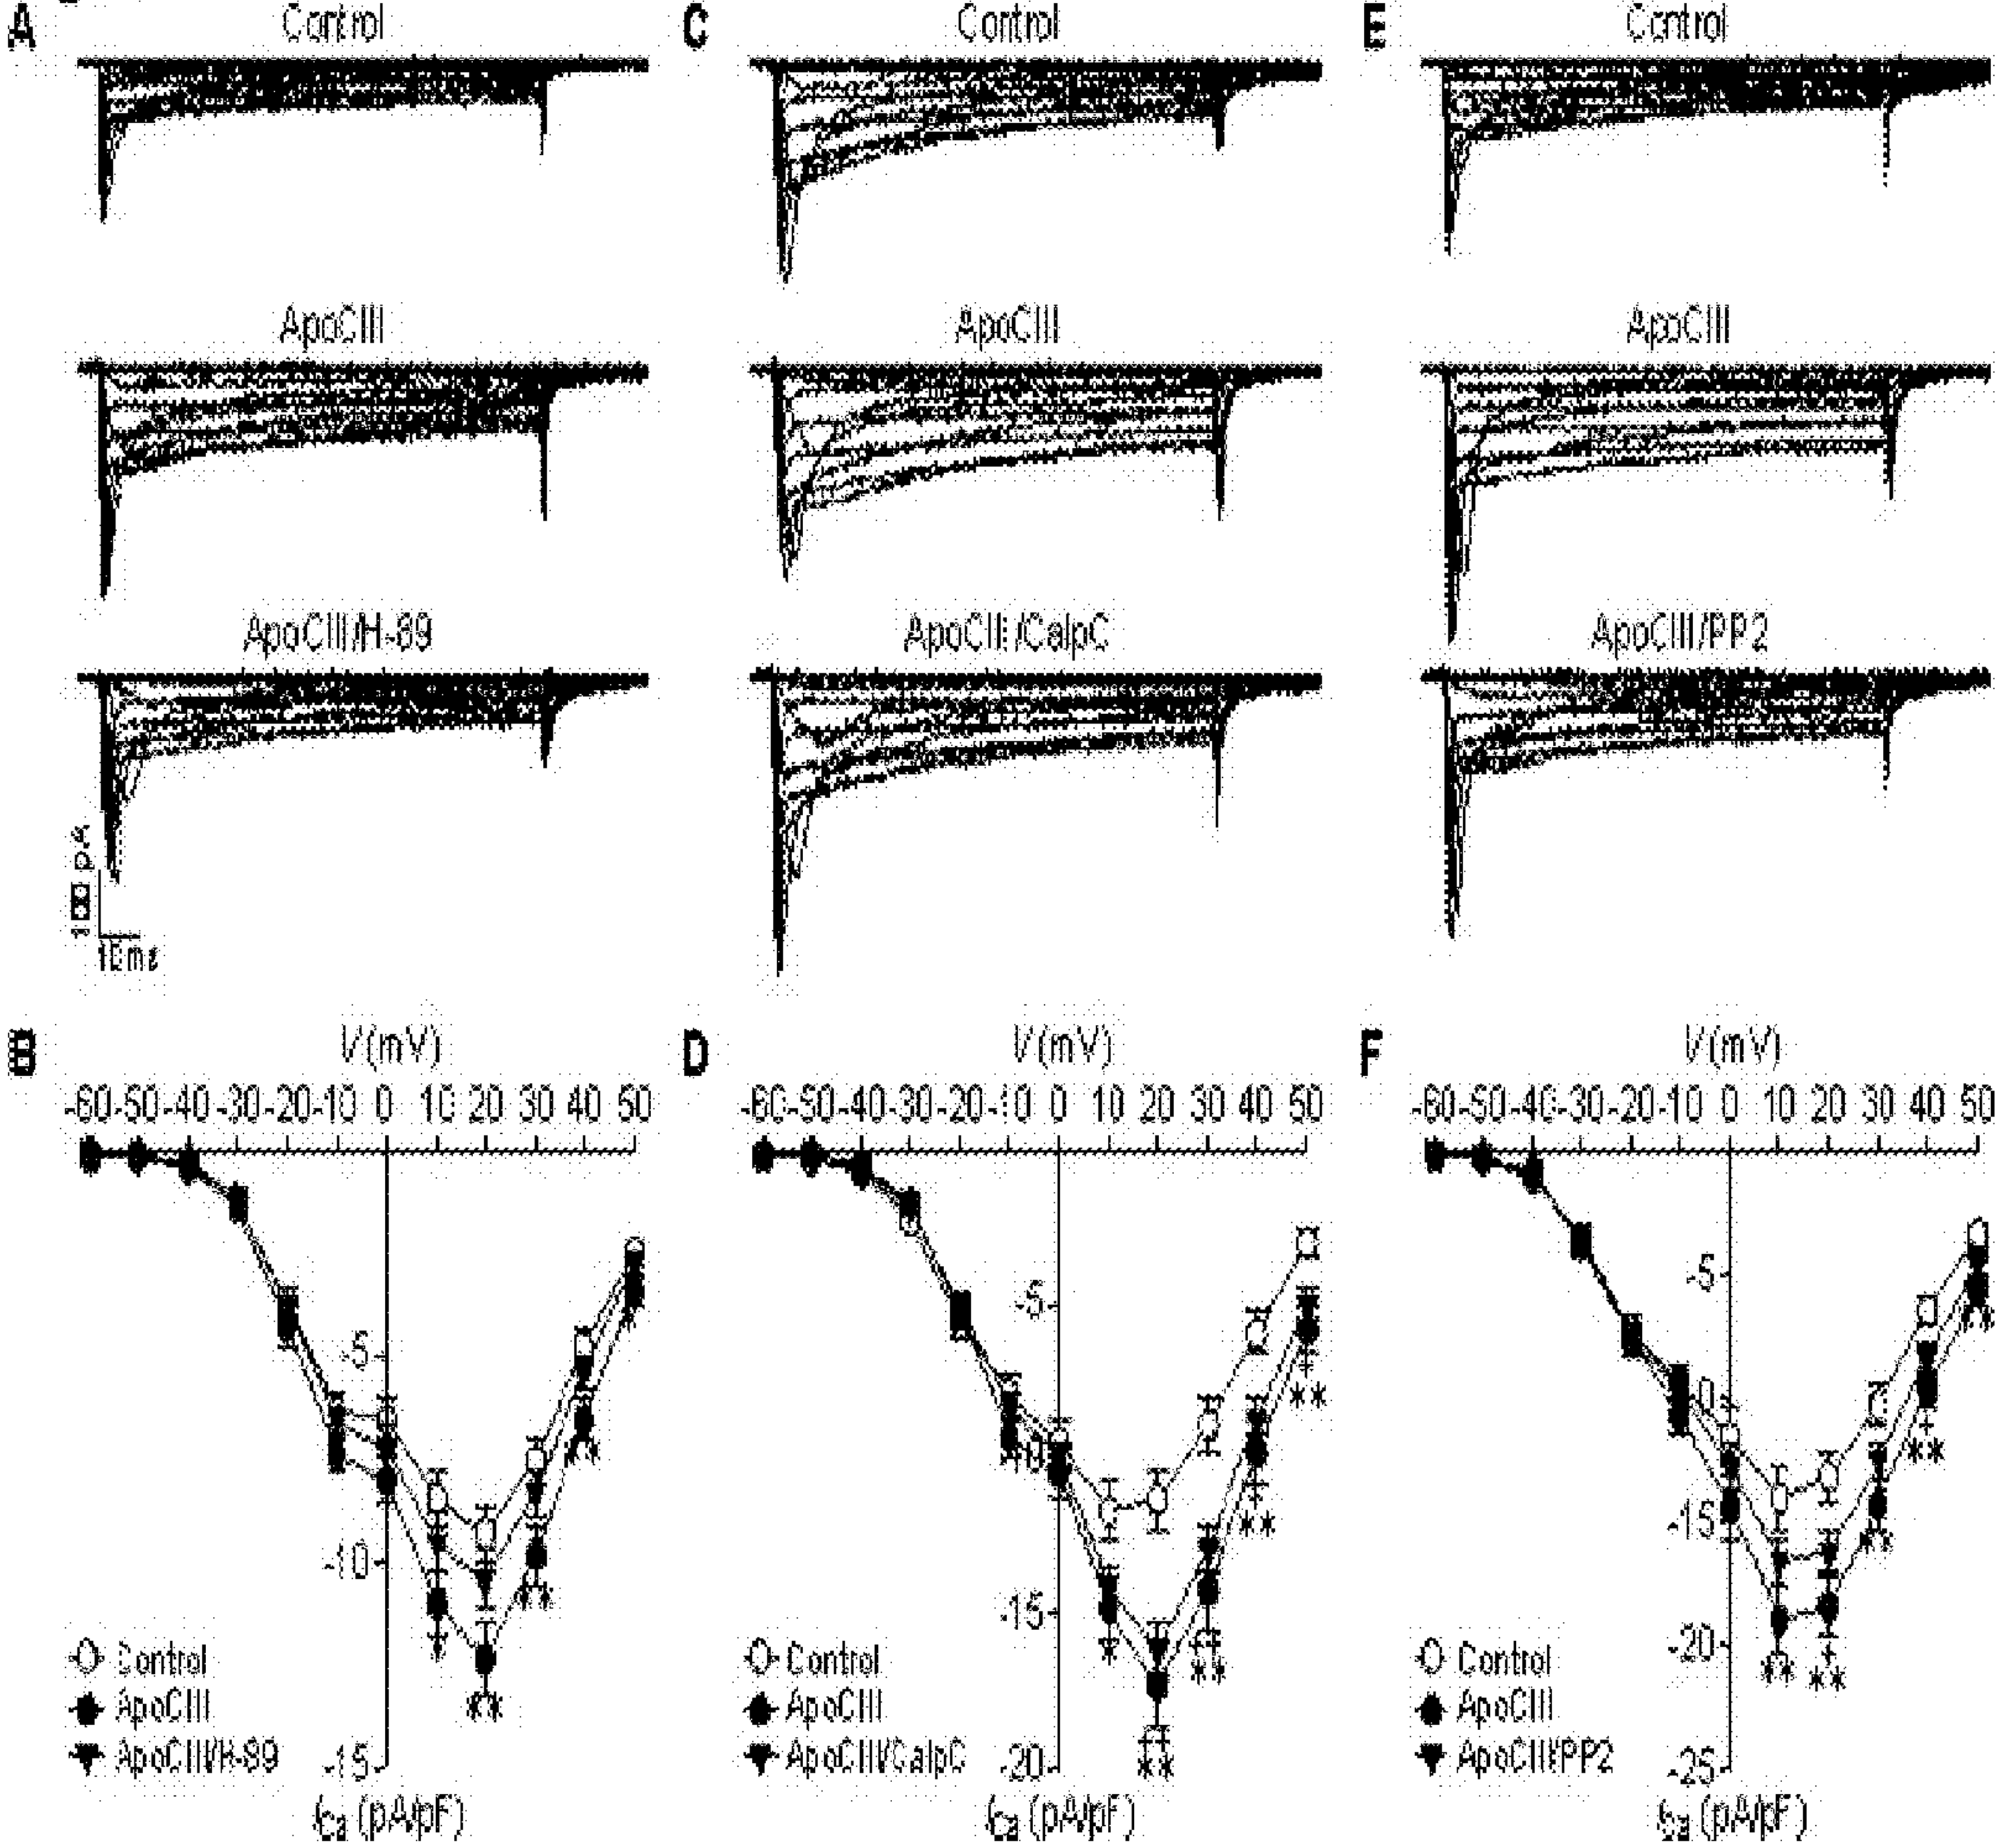 A Control C Control E Control
ApoCIII ApoCIII ApoCIII
ApoCIII/H-89 ApoCIII/CalpC ApoCIII/PP2
100 pA
10 ms
B V (mV) D V (mV) F V (mV)
-60 -50 -40 -30 -20 -10 0 10 20 30 40 50 -60 -50 -40 -30 -20 -10 0 10 20 30 40 50 -60 -50 -40 -30 -20 -10 0 10 20 30 40 50
-5 -5 -5
-10 -10 -10
-15 -15 -15
-20 -20
-25
** ** ** * * * ** ** ** ** ** ** ** ** **
Control Control Control
ApoCIII ApoCIII ApoCIII
ApoCIII/H-89 ApoCIII/CalpC ApoCIII/PP2
ICa (pA/pF) ICa (pA/pF) ICa (pA/pF)